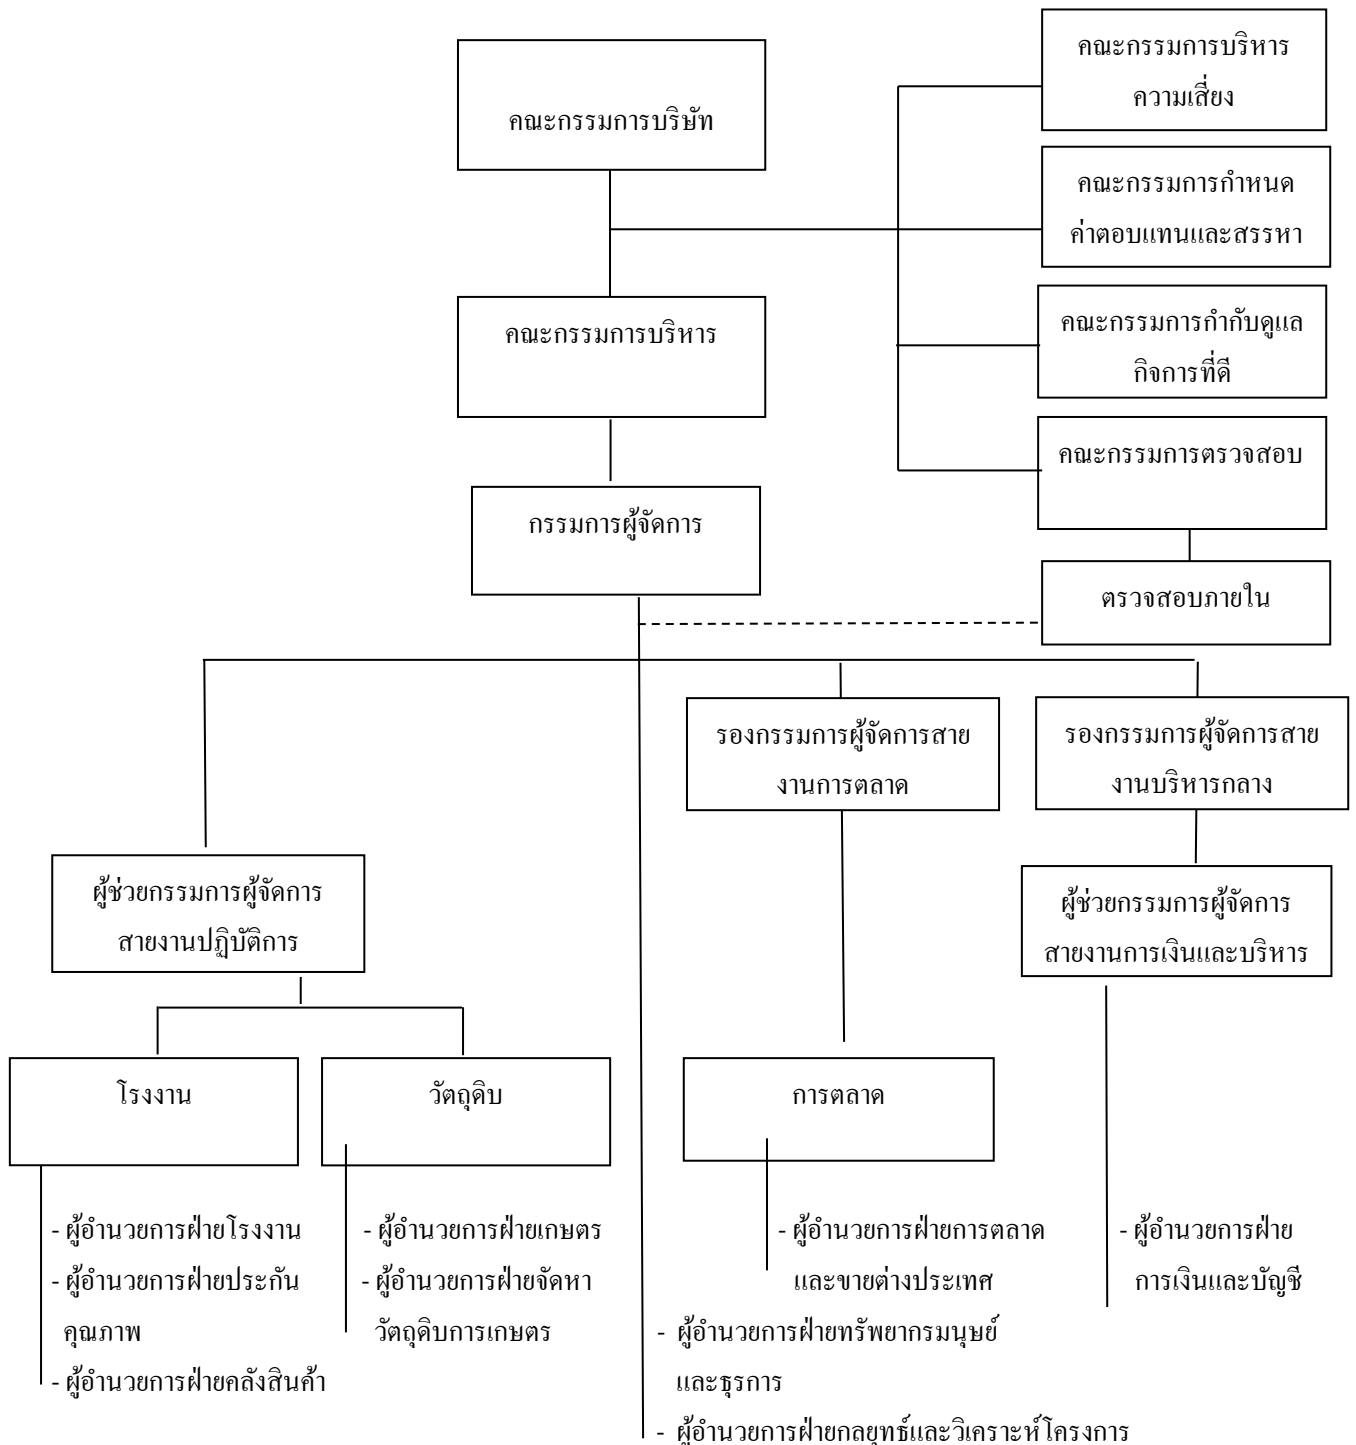 คณะกรรมการบริษัท
คณะกรรมการบริหาร
ความเสี่ยง
คณะกรรมการกำหนด
ค่าตอบแทนและสรรหา
คณะกรรมการบริหาร
คณะกรรมการกำกับดูแล
กิจการที่ดี
คณะกรรมการตรวจสอบ
กรรมการผู้จัดการ
ตรวจสอบภายใน
รองกรรมการผู้จัดการสาย
งานการตลาด
รองกรรมการผู้จัดการสาย
งานบริหารกลาง
ผู้ช่วยกรรมการผู้จัดการ
สายงานปฏิบัติการ
ผู้ช่วยกรรมการผู้จัดการ
สายงานการเงินและบริหาร
โรงงาน
วัตถุดิบ
การตลาด
- ผู้อำนวยการฝ่ายโรงงาน
- ผู้อำนวยการฝ่ายประกัน
คุณภาพ
- ผู้อำนวยการฝ่ายคลังสินค้า
- ผู้อำนวยการฝ่ายเกษตร
- ผู้อำนวยการฝ่ายจัดหา
วัตถุดิบการเกษตร
- ผู้อำนวยการฝ่ายการตลาด
และขายต่างประเทศ
- ผู้อำนวยการฝ่าย
การเงินและบัญชี
- ผู้อำนวยการฝ่ายทรัพยากรมนุษย์
และธุรการ
- ผู้อำนวยการฝ่ายกลยุทธ์และวิเคราะห์โครงการ